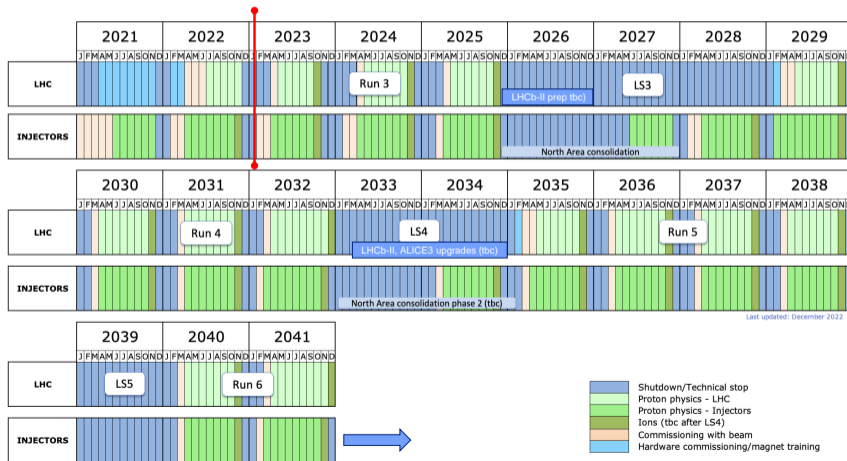 2021 2022 2023 2024 2025 2026 2027 2028 2029
J F M A M J J A S O N D J F M A M J J A S O N D J F M A M J J A S O N D J F M A M J J A S O N D J F M A M J J A S O N D J F M A M J J A S O N D J F M A M J J A S O N D J F M A M J J A S O N D J F M A M J J A S O N D
LHC
Run 3
LS3
LHCb-II prep tbc)
INJECTORS
North Area consolidation
2030 2031 2032 2033 2034 2035 2036 2037 2038
J F M A M J J A S O N D J F M A M J J A S O N D J F M A M J J A S O N D J F M A M J J A S O N D J F M A M J J A S O N D J F M A M J J A S O N D J F M A M J J A S O N D J F M A M J J A S O N D J F M A M J J A S O N D
LHC
Run 4
LS4
Run 5
LHCb-II, ALICE3 upgrades (tbc)
INJECTORS
North Area consolidation phase 2 (tbc)
Last updated: December 2022
2039 2040 2041
J F M A M J J A S O N D J F M A M J J A S O N D J F M A M J J A S O N D
LHC
LS5
Run 6
INJECTORS
Shutdown/Technical stop
Proton physics - LHC
Proton physics - Injectors
Ions (tbc after LS4)
Commissioning with beam
Hardware commissioning/magnet training